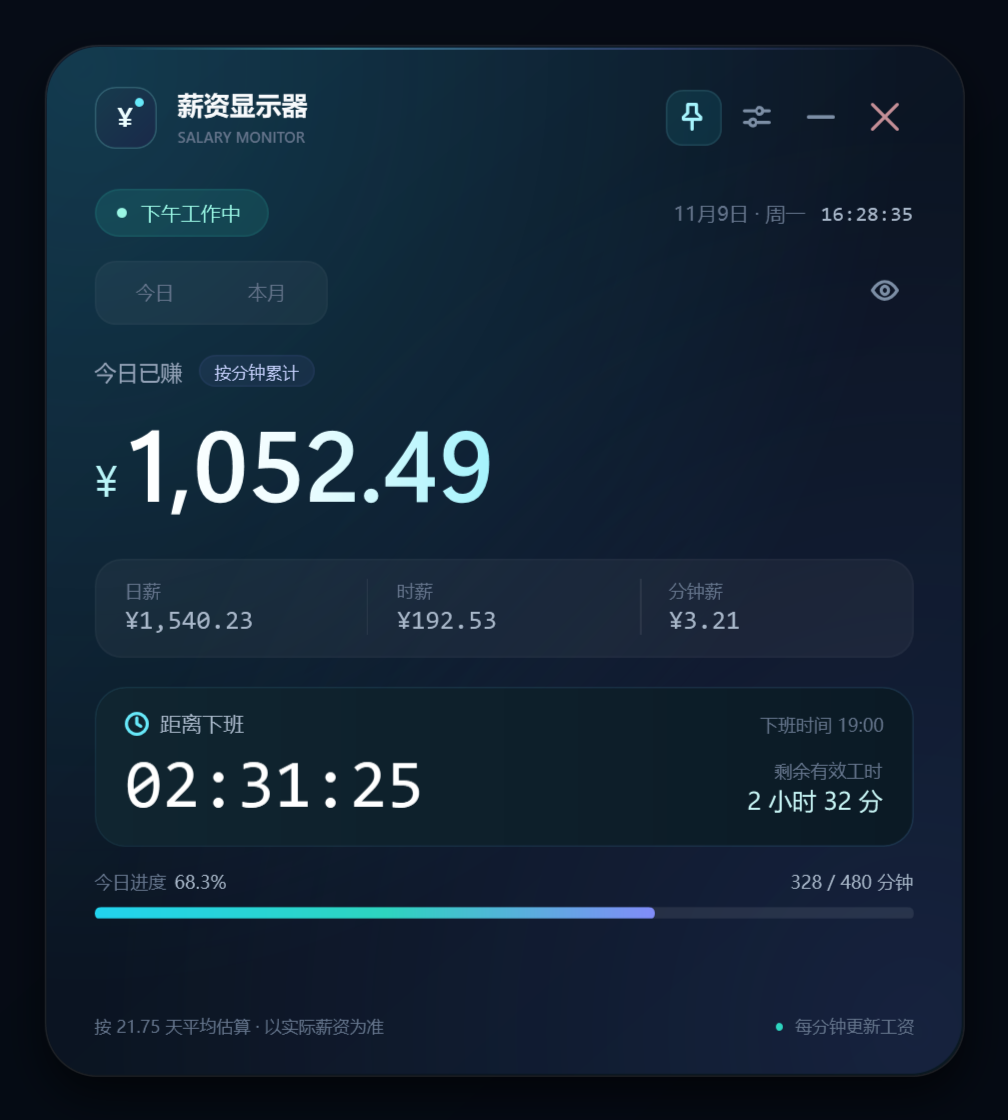 ¥
薪资显示器
SALARY MONITOR
下午工作中
11月9日 · 周一 16:28:35
今日 本月
今日已赚 按分钟累计
¥1,052.49
日薪 时薪 分钟薪
¥1,540.23 ¥192.53 ¥3.21
距离下班 下班时间 19:00
02:31:25
剩余有效工时
2 小时 32 分
今日进度 68.3% 328 / 480 分钟
按 21.75 天平均估算 · 以实际薪资为准 每分钟更新工资